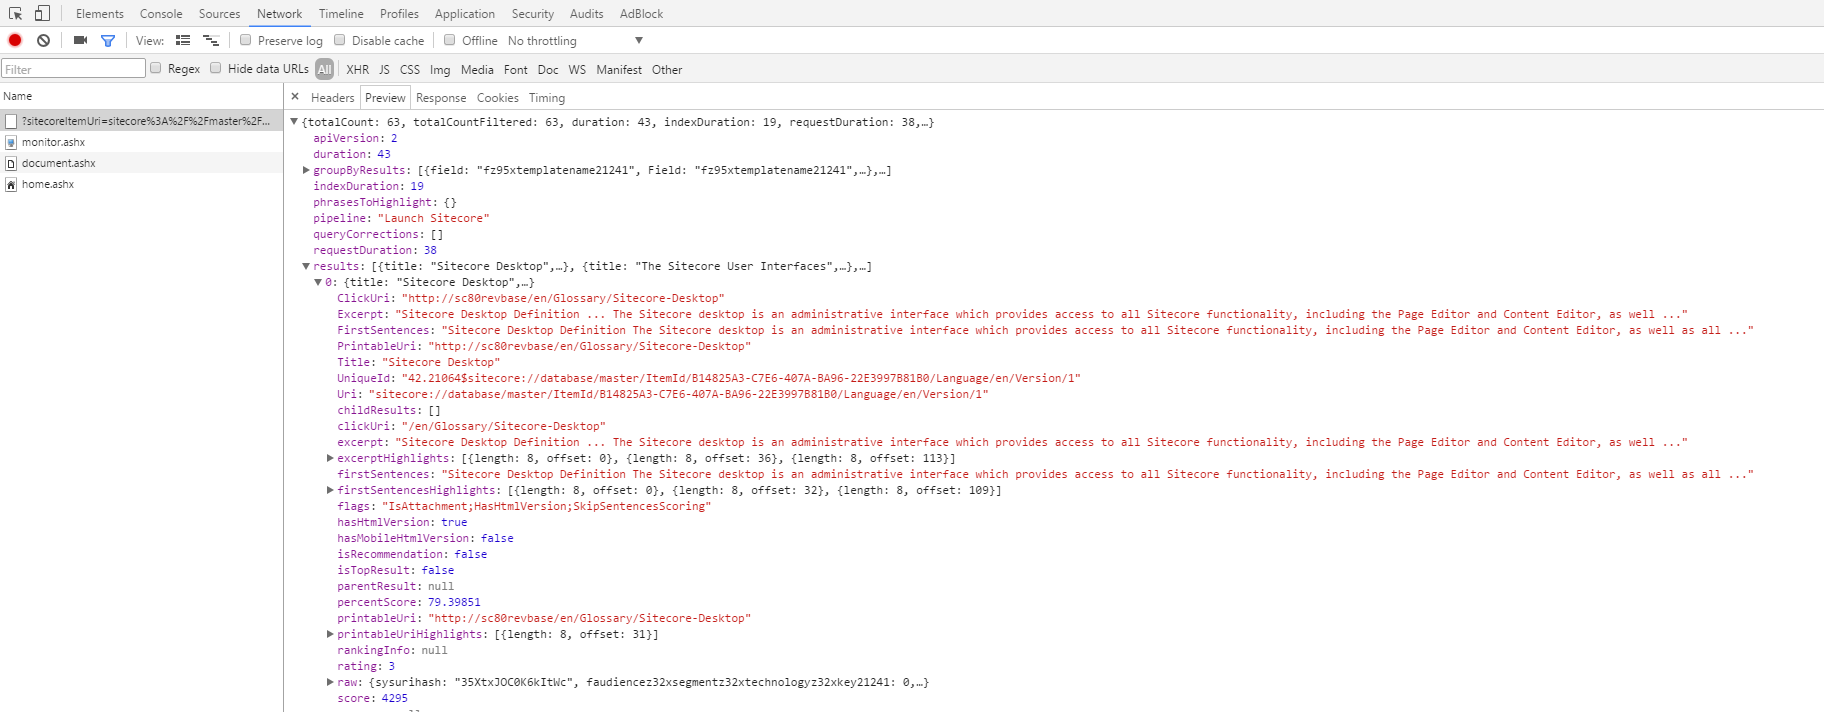 Elements Console Sources Network Timeline Profiles Application Security Audits AdBlock
View: Preserve log Disable cache Offline No throttling
Filter Regex Hide data URLs All XHR JS CSS Img Media Font Doc WS Manifest Other
Name
?sitecoreItemUri=sitecore%3A%2F%2Fmaster%2F...
monitor.ashx
document.ashx
home.ashx
× Headers Preview Response Cookies Timing
{totalCount: 63, totalCountFiltered: 63, duration: 43, indexDuration: 19, requestDuration: 38,…}
apiVersion: 2
duration: 43
groupByResults: [{field: "fz95xtemplatename21241", Field: "fz95xtemplatename21241",…},…]
indexDuration: 19
phrasesToHighlight: {}
pipeline: "Launch Sitecore"
queryCorrections: []
requestDuration: 38
results: [{title: "Sitecore Desktop",…}, {title: "The Sitecore User Interfaces",…},…]
0: {title: "Sitecore Desktop",…}
ClickUri: "http://sc80revbase/en/Glossary/Sitecore-Desktop"
Excerpt: "Sitecore Desktop Definition ... The Sitecore desktop is an administrative interface which provides access to all Sitecore functionality, including the Page Editor and Content Editor, as well ..."
FirstSentences: "Sitecore Desktop Definition The Sitecore desktop is an administrative interface which provides access to all Sitecore functionality, including the Page Editor and Content Editor, as well as all ..."
PrintableUri: "http://sc80revbase/en/Glossary/Sitecore-Desktop"
Title: "Sitecore Desktop"
UniqueId: "42.21064$sitecore://database/master/ItemId/B14825A3-C7E6-407A-BA96-22E3997B81B0/Language/en/Version/1"
Uri: "sitecore://database/master/ItemId/B14825A3-C7E6-407A-BA96-22E3997B81B0/Language/en/Version/1"
childResults: []
clickUri: "/en/Glossary/Sitecore-Desktop"
excerpt: "Sitecore Desktop Definition ... The Sitecore desktop is an administrative interface which provides access to all Sitecore functionality, including the Page Editor and Content Editor, as well ..."
excerptHighlights: [{length: 8, offset: 0}, {length: 8, offset: 36}, {length: 8, offset: 113}]
firstSentences: "Sitecore Desktop Definition The Sitecore desktop is an administrative interface which provides access to all Sitecore functionality, including the Page Editor and Content Editor, as well as all ..."
firstSentencesHighlights: [{length: 8, offset: 0}, {length: 8, offset: 32}, {length: 8, offset: 109}]
flags: "IsAttachment;HasHtmlVersion;SkipSentencesScoring"
hasHtmlVersion: true
hasMobileHtmlVersion: false
isRecommendation: false
isTopResult: false
parentResult: null
percentScore: 79.39851
printableUri: "http://sc80revbase/en/Glossary/Sitecore-Desktop"
printableUriHighlights: [{length: 8, offset: 31}]
rankingInfo: null
rating: 3
raw: {sysurihash: "35XtxJOC0K6kItWc", faudiencez32xsegmentz32xtechnologyz32xkey21241: 0,…}
score: 4295